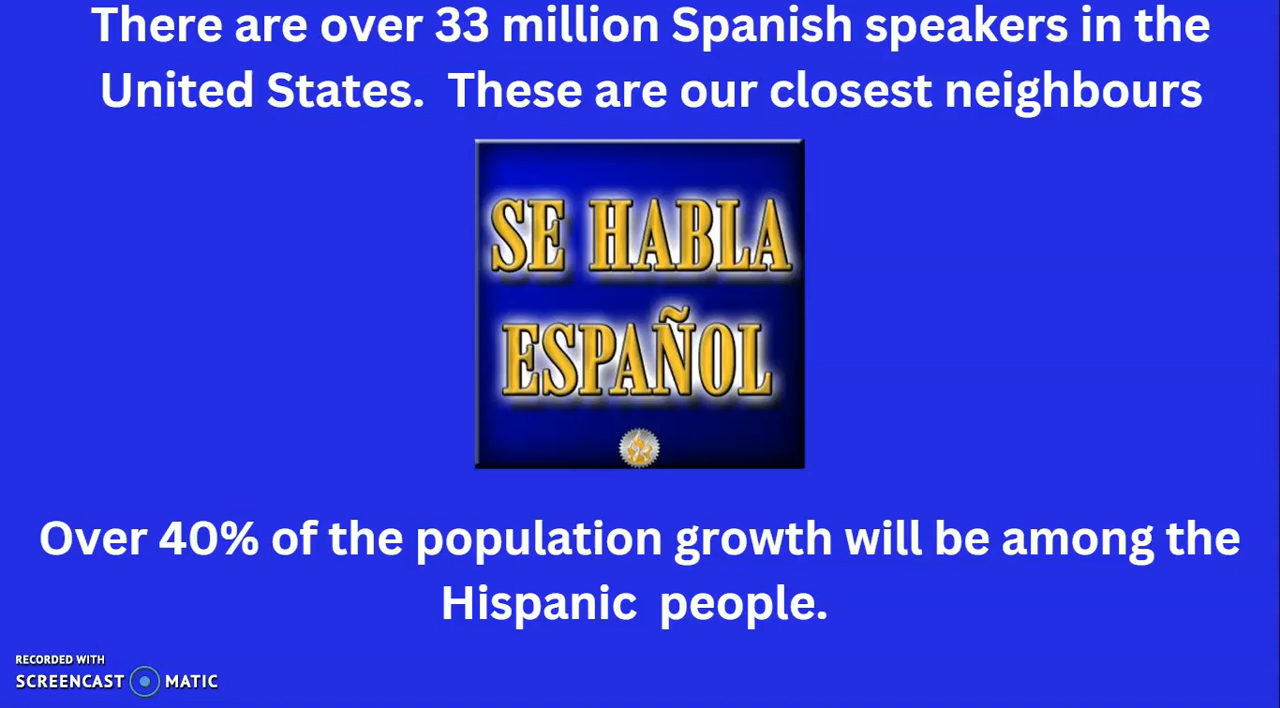 There are over 33 million Spanish speakers in the
United States.  These are our closest neighbours
SE HABLA
ESPAÑOL
Over 40% of the population growth will be among the
Hispanic  people.
RECORDED WITH
SCREENCAST MATIC